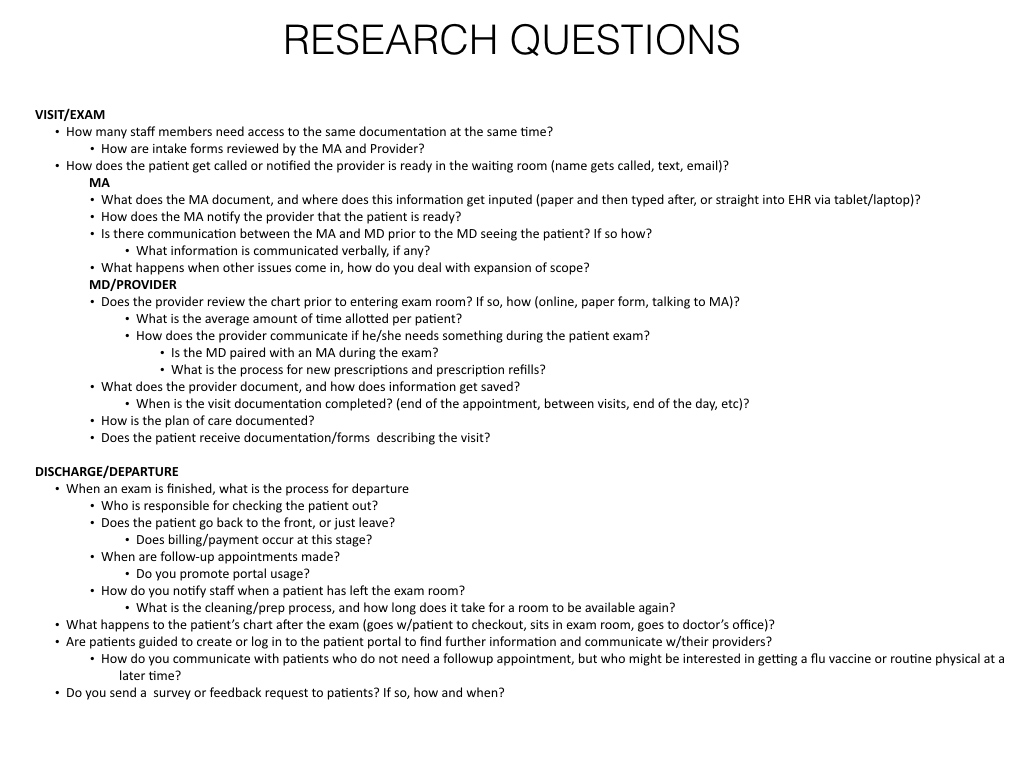 RESEARCH QUESTIONS
VISIT/EXAM
• How many staff members need access to the same documentation at the same time?
• How are intake forms reviewed by the MA and Provider?
• How does the patient get called or notified the provider is ready in the waiting room (name gets called, text, email)?
MA
• What does the MA document, and where does this information get inputed (paper and then typed after, or straight into EHR via tablet/laptop)?
• How does the MA notify the provider that the patient is ready?
• Is there communication between the MA and MD prior to the MD seeing the patient? If so how?
• What information is communicated verbally, if any?
• What happens when other issues come in, how do you deal with expansion of scope?
MD/PROVIDER
• Does the provider review the chart prior to entering exam room? If so, how (online, paper form, talking to MA)?
• What is the average amount of time allotted per patient?
• How does the provider communicate if he/she needs something during the patient exam?
• Is the MD paired with an MA during the exam?
• What is the process for new prescriptions and prescription refills?
• What does the provider document, and how does information get saved?
• When is the visit documentation completed? (end of the appointment, between visits, end of the day, etc)?
• How is the plan of care documented?
• Does the patient receive documentation/forms  describing the visit?
DISCHARGE/DEPARTURE
• When an exam is finished, what is the process for departure
• Who is responsible for checking the patient out?
• Does the patient go back to the front, or just leave?
• Does billing/payment occur at this stage?
• When are follow-up appointments made?
• Do you promote portal usage?
• How do you notify staff when a patient has left the exam room?
• What is the cleaning/prep process, and how long does it take for a room to be available again?
• What happens to the patient’s chart after the exam (goes w/patient to checkout, sits in exam room, goes to doctor’s office)?
• Are patients guided to create or log in to the patient portal to find further information and communicate w/their providers?
• How do you communicate with patients who do not need a followup appointment, but who might be interested in getting a flu vaccine or routine physical at a
later time?
• Do you send a  survey or feedback request to patients? If so, how and when?